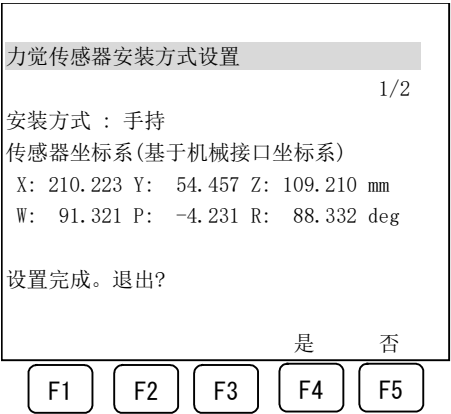 力觉传感器安装方式设置
1/2
安装方式 : 手持
传感器坐标系(基于机械接口坐标系)
X: 210.223 Y: 54.457 Z: 109.210 mm
W: 91.321 P: -4.231 R: 88.332 deg
设置完成。退出?
是 否
F1 F2 F3 F4 F5